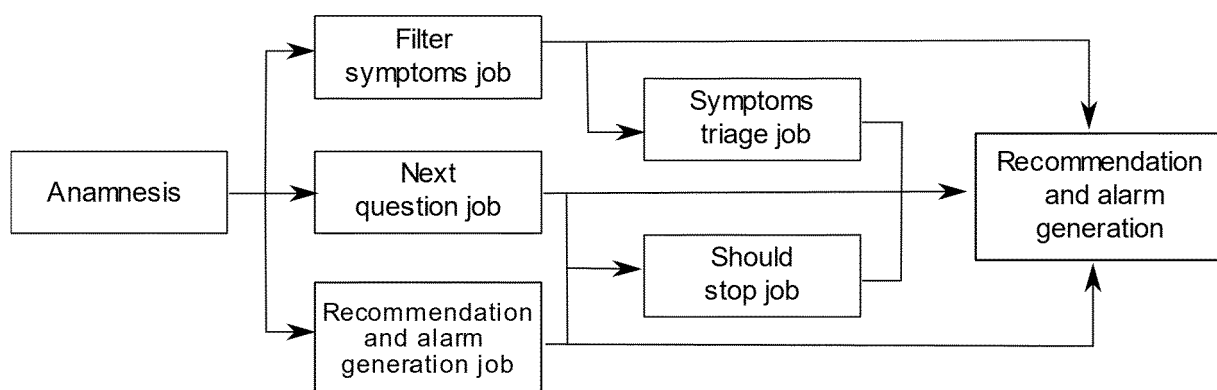 Filter
symptoms job
Symptoms
triage job
Anamnesis
Next
question job
Recommendation
and alarm
generation
Should
stop job
Recommendation
and alarm
generation job